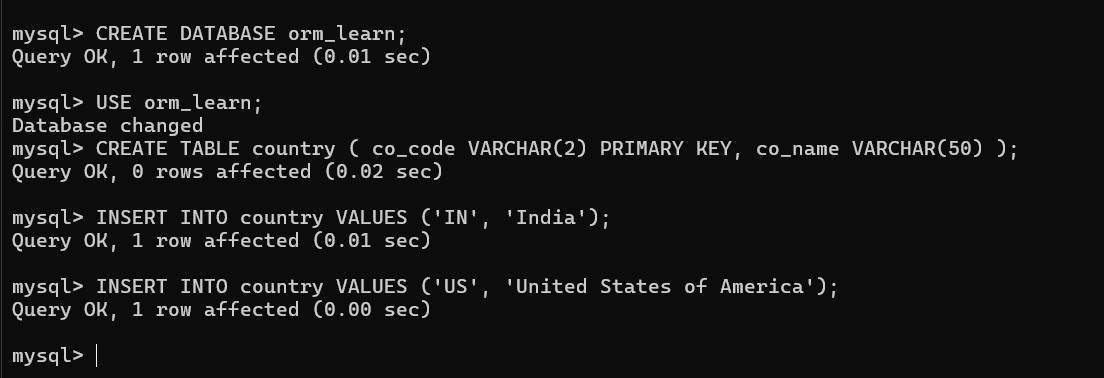 mysql> CREATE DATABASE orm_learn;
Query OK, 1 row affected (0.01 sec)
mysql> USE orm_learn;
Database changed
mysql> CREATE TABLE country ( co_code VARCHAR(2) PRIMARY KEY, co_name VARCHAR(50) );
Query OK, 0 rows affected (0.02 sec)
mysql> INSERT INTO country VALUES ('IN', 'India');
Query OK, 1 row affected (0.01 sec)
mysql> INSERT INTO country VALUES ('US', 'United States of America');
Query OK, 1 row affected (0.00 sec)
mysql>